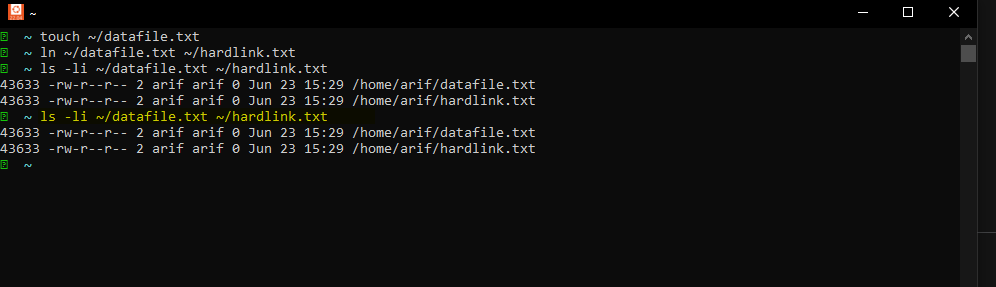 ~
~ touch ~/datafile.txt
~ ln ~/datafile.txt ~/hardlink.txt
~ ls -li ~/datafile.txt ~/hardlink.txt
43633 -rw-r--r-- 2 arif arif 0 Jun 23 15:29 /home/arif/datafile.txt
43633 -rw-r--r-- 2 arif arif 0 Jun 23 15:29 /home/arif/hardlink.txt
~ ls -li ~/datafile.txt ~/hardlink.txt
43633 -rw-r--r-- 2 arif arif 0 Jun 23 15:29 /home/arif/datafile.txt
43633 -rw-r--r-- 2 arif arif 0 Jun 23 15:29 /home/arif/hardlink.txt
~